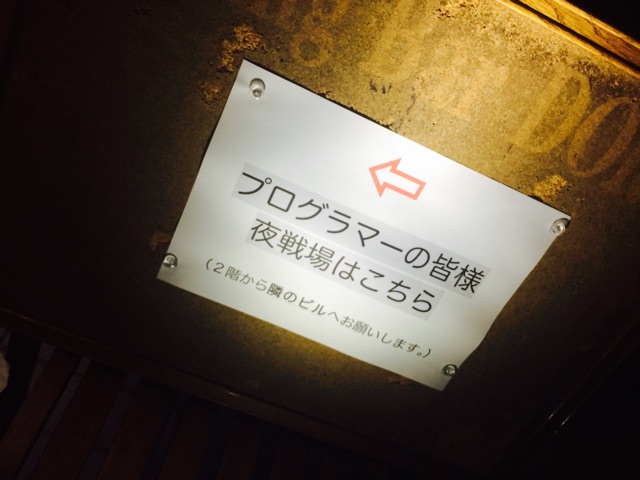 プログラマーの皆様
夜戦場はこちら
(2階から隣のビルへお願いします。)